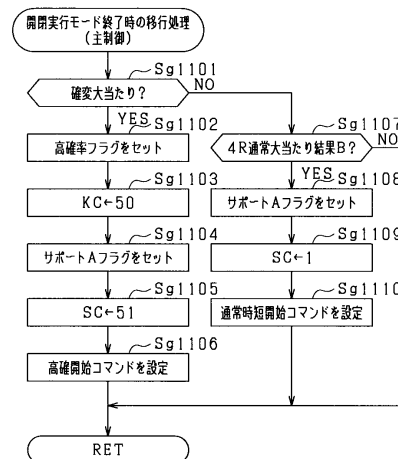 開閉実行モード終了時の移行処理
(主制御)
Sg1101
確変大当たり?
NO
YES
Sg1102
高確率フラグをセット
Sg1103
KC←50
Sg1104
サポートAフラグをセット
Sg1105
SC←51
Sg1106
高確開始コマンドを設定
Sg1107
4R通常大当たり結果B?
NO
YES
Sg1108
サポートAフラグをセット
Sg1109
SC←1
Sg1110
通常時短開始コマンドを設定
RET